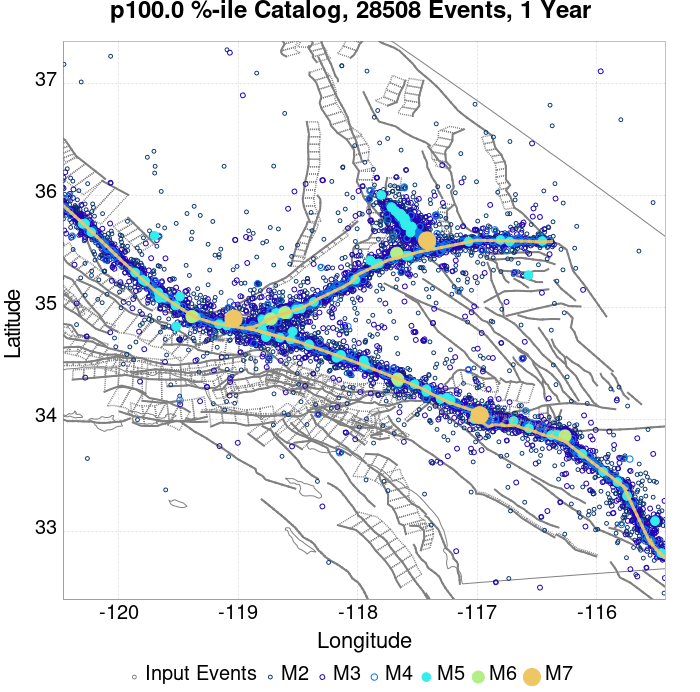 p100.0 %-ile Catalog, 28508 Events, 1 Year
37
36
35
34
33
Latitude
-120 -119 -118 -117 -116
Longitude
Input Events M2 M3 M4 M5 M6 M7